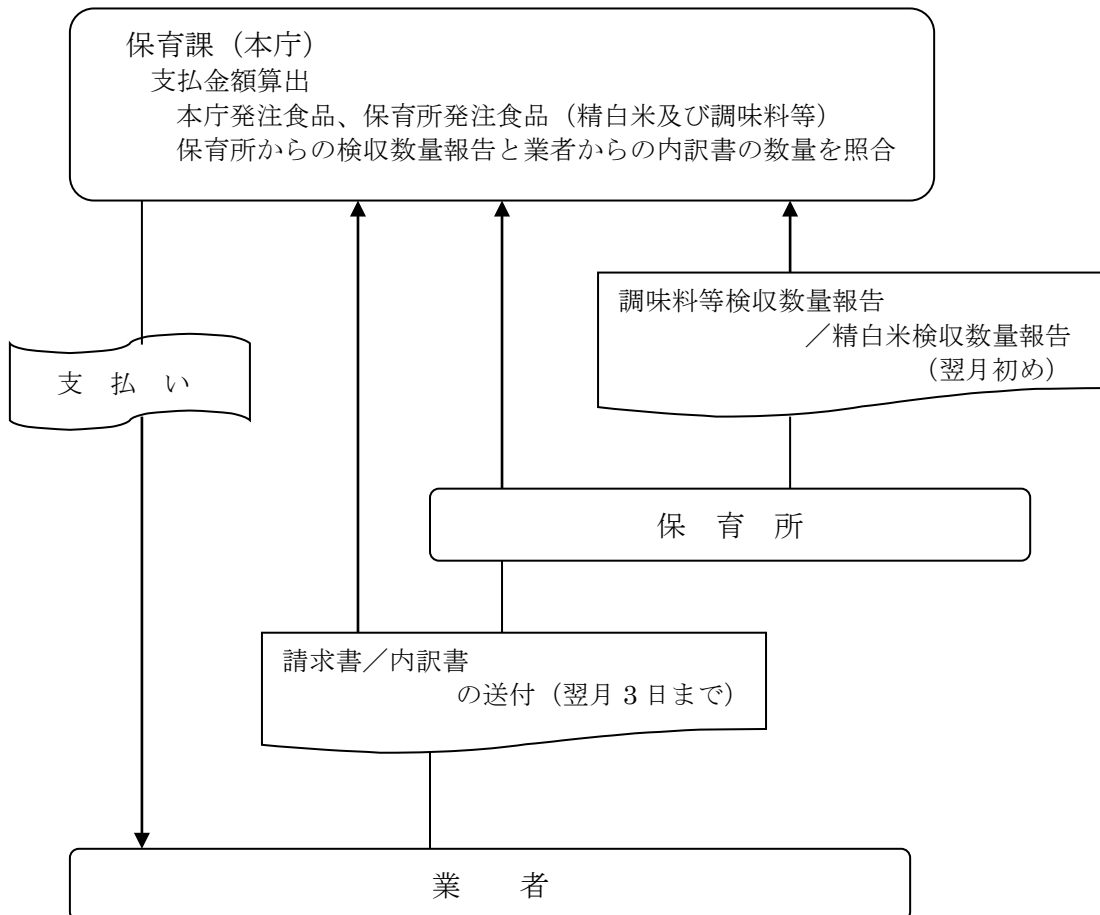 保育課（本庁）
支払金額算出
本庁発注食品、保育所発注食品（精白米及び調味料等）
保育所からの検収数量報告と業者からの内訳書の数量を照合
調味料等検収数量報告
／精白米検収数量報告
（翌月初め）
支　払　い
保　育　所
請求書／内訳書
の送付（翌月 3 日まで）
業　　者